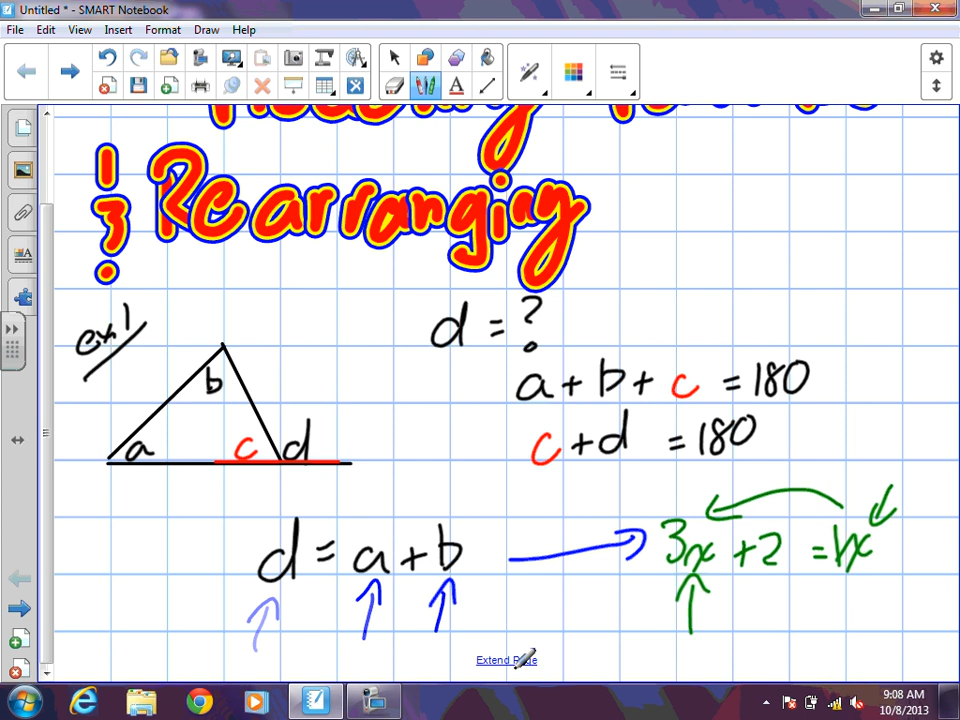 Untitled * - SMART Notebook
File Edit View Insert Format Draw Help
& Rearranging
ex1
d = ?
a + b + c = 180
c + d = 180
b
a c d
d = a + b
3x + 2 =
Extend Page
9:08 AM
10/8/2013